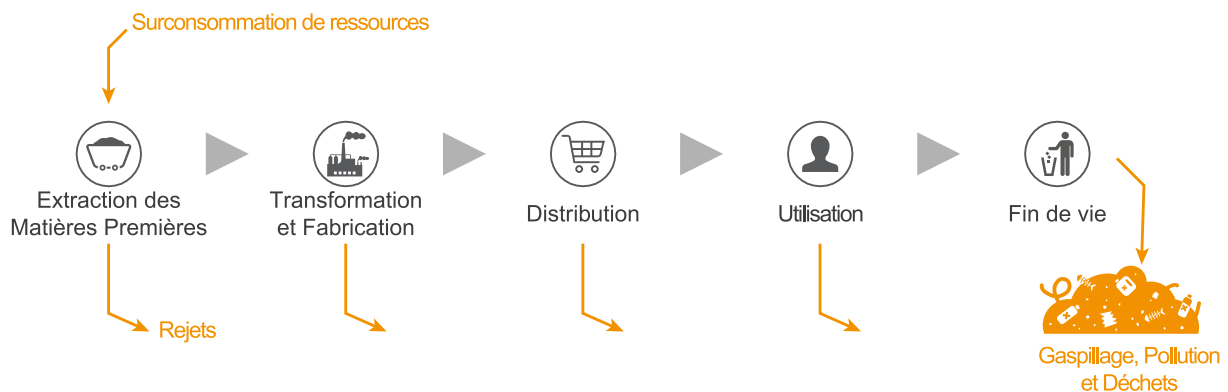 Surconsommation de ressources
Extraction des
Matières Premières
Transformation
et Fabrication
Distribution
Utilisation
Fin de vie
Rejets
Gaspillage, Pollution
et Déchets